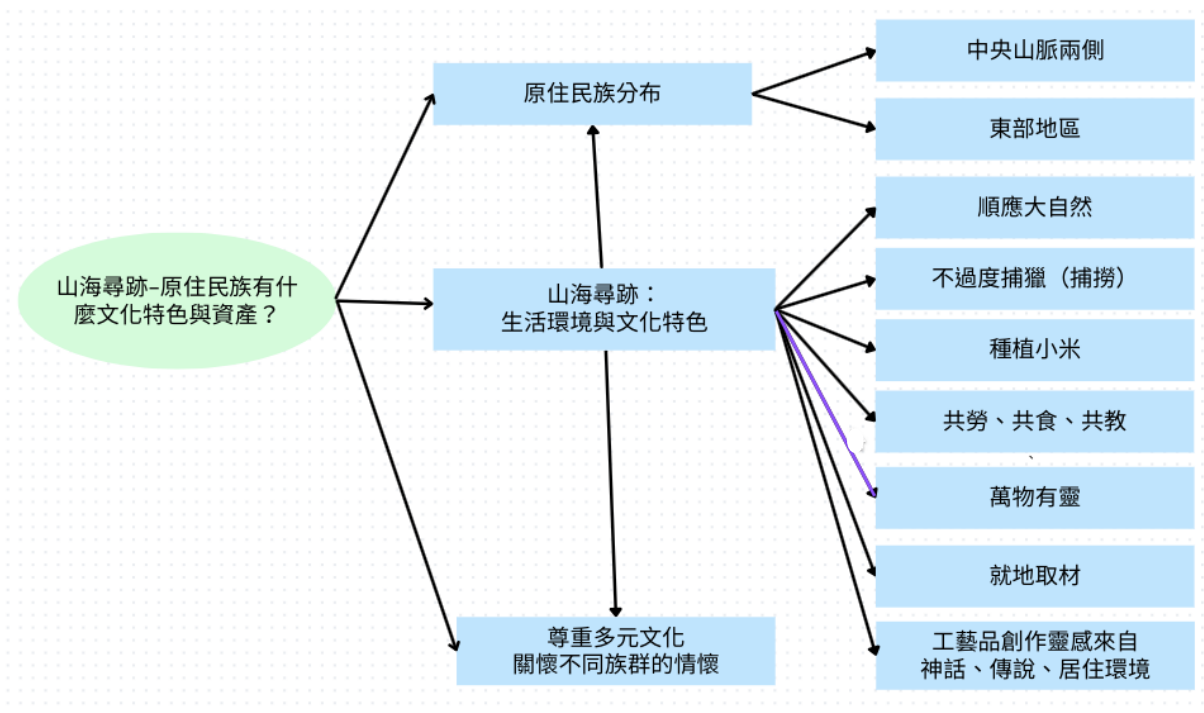 山海尋跡–原住民族有什
麼文化特色與資產？
原住民族分布
中央山脈兩側
東部地區
山海尋跡：
生活環境與文化特色
順應大自然
不過度捕獵（捕撈）
種植小米
共勞、共食、共教
、
萬物有靈
就地取材
工藝品創作靈感來自
神話、傳說、居住環境
尊重多元文化
關懷不同族群的情懷